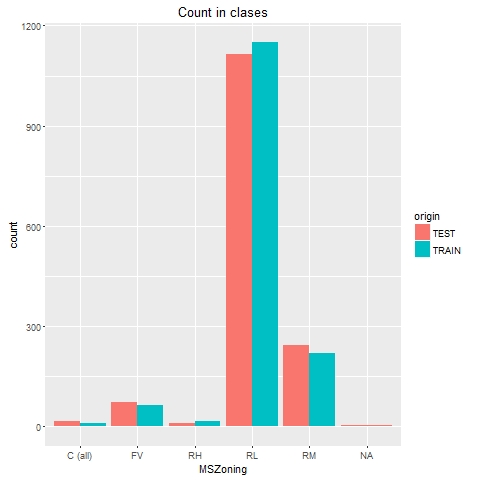 Count in clases
1200
900
600
300
0
count
C (all) FV RH RL RM NA
MSZoning
origin
TEST
TRAIN